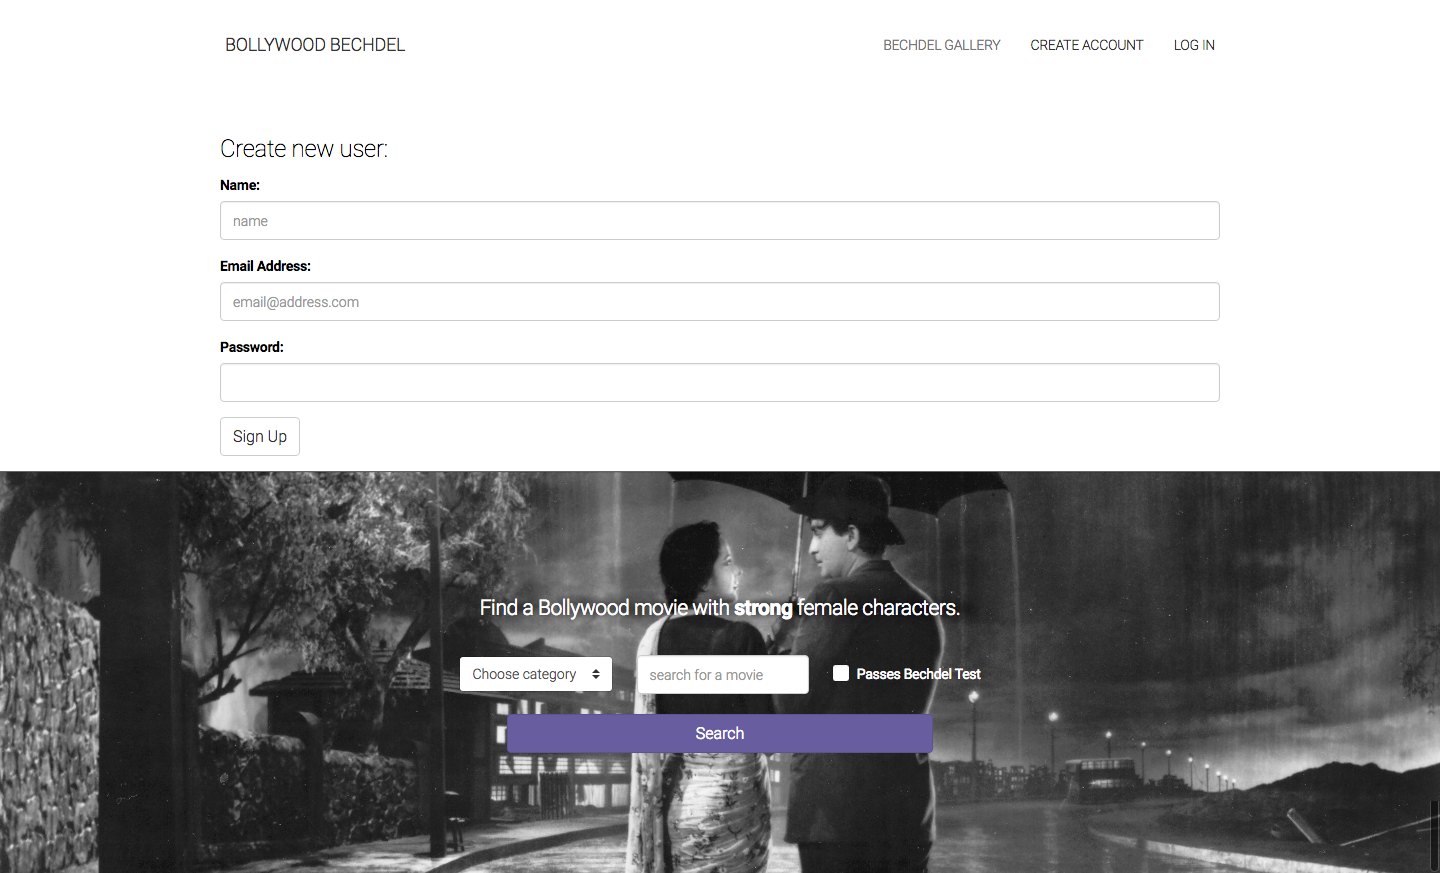 BOLLYWOOD BECHDEL
BECHDEL GALLERY CREATE ACCOUNT LOG IN
Create new user:
Name:
name
Email Address:
email@address.com
Password:
Sign Up
Find a Bollywood movie with strong female characters.
Choose category search for a movie Passes Bechdel Test
Search